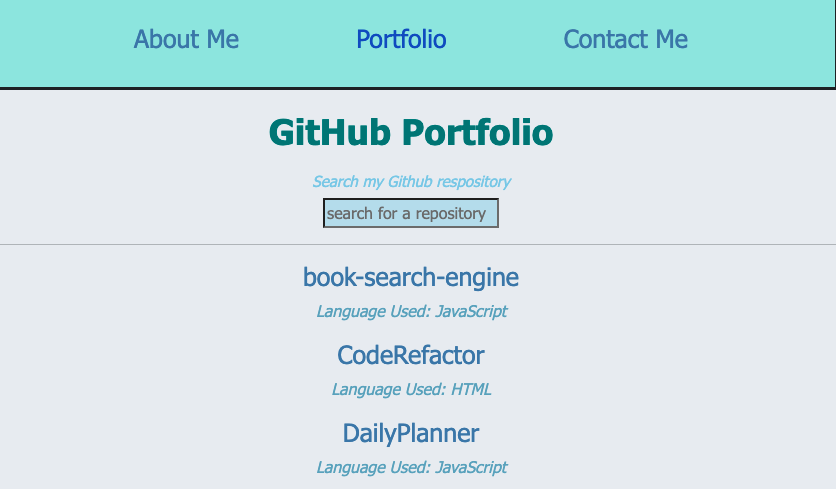 About Me Portfolio Contact Me
GitHub Portfolio
Search my Github respository
search for a repository
book-search-engine
Language Used: JavaScript
CodeRefactor
Language Used: HTML
DailyPlanner
Language Used: JavaScript